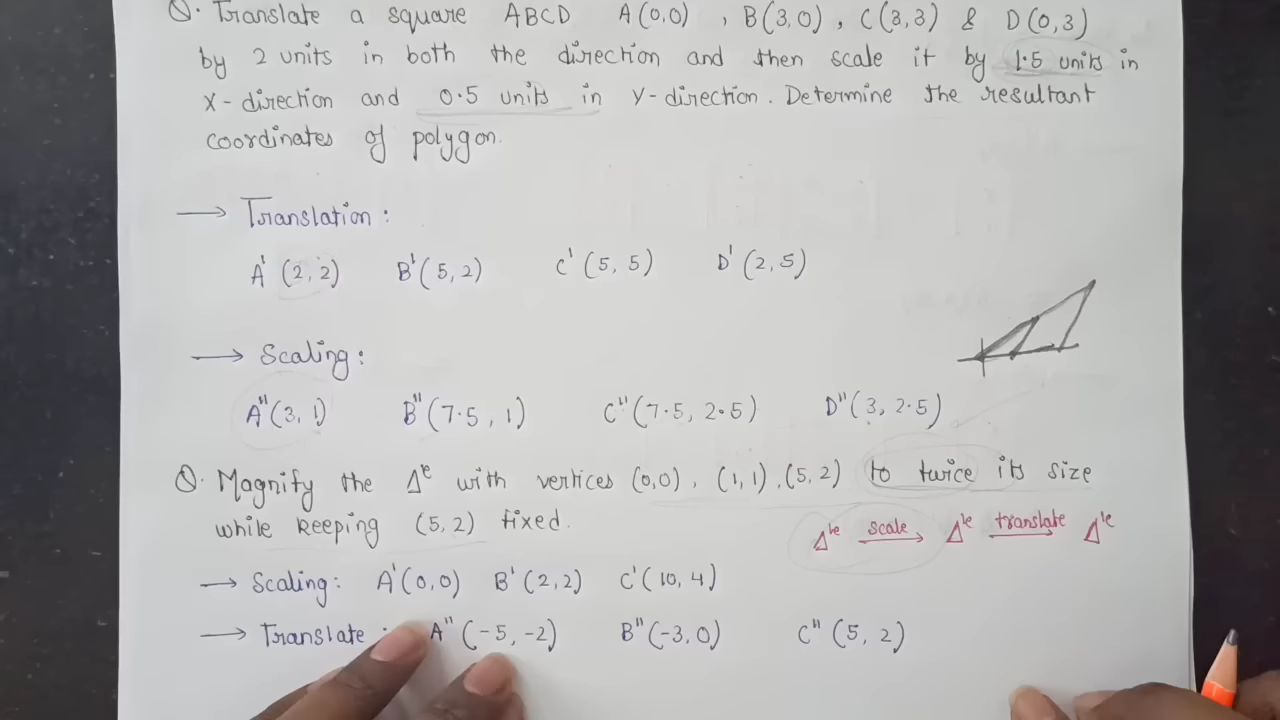 Q. Translate a square ABCD A(0,0) , B(3,0) , C(3,3) & D(0,3)
by 2 units in both the direction and then scale it by 1.5 units in
X-direction and 0.5 units in Y-direction. Determine the resultant
coordinates of polygon.
→ Translation :
A' (2,2) B' (5,2) C' (5, 5) D' (2,5)
→ Scaling :
A" (3, 1) B" (7.5, 1) C" (7.5, 2.5) D" (3, 2.5)
Q. Magnify the Δle with vertices (0,0) , (1,1) , (5,2) to twice its size
while keeping (5,2) fixed.
Δle scale → Δle translate → Δle
→ Scaling : A' (0,0) B' (2,2) C' (10,4)
→ Translate : A" (-5, -2) B" (-3,0) C" (5, 2)